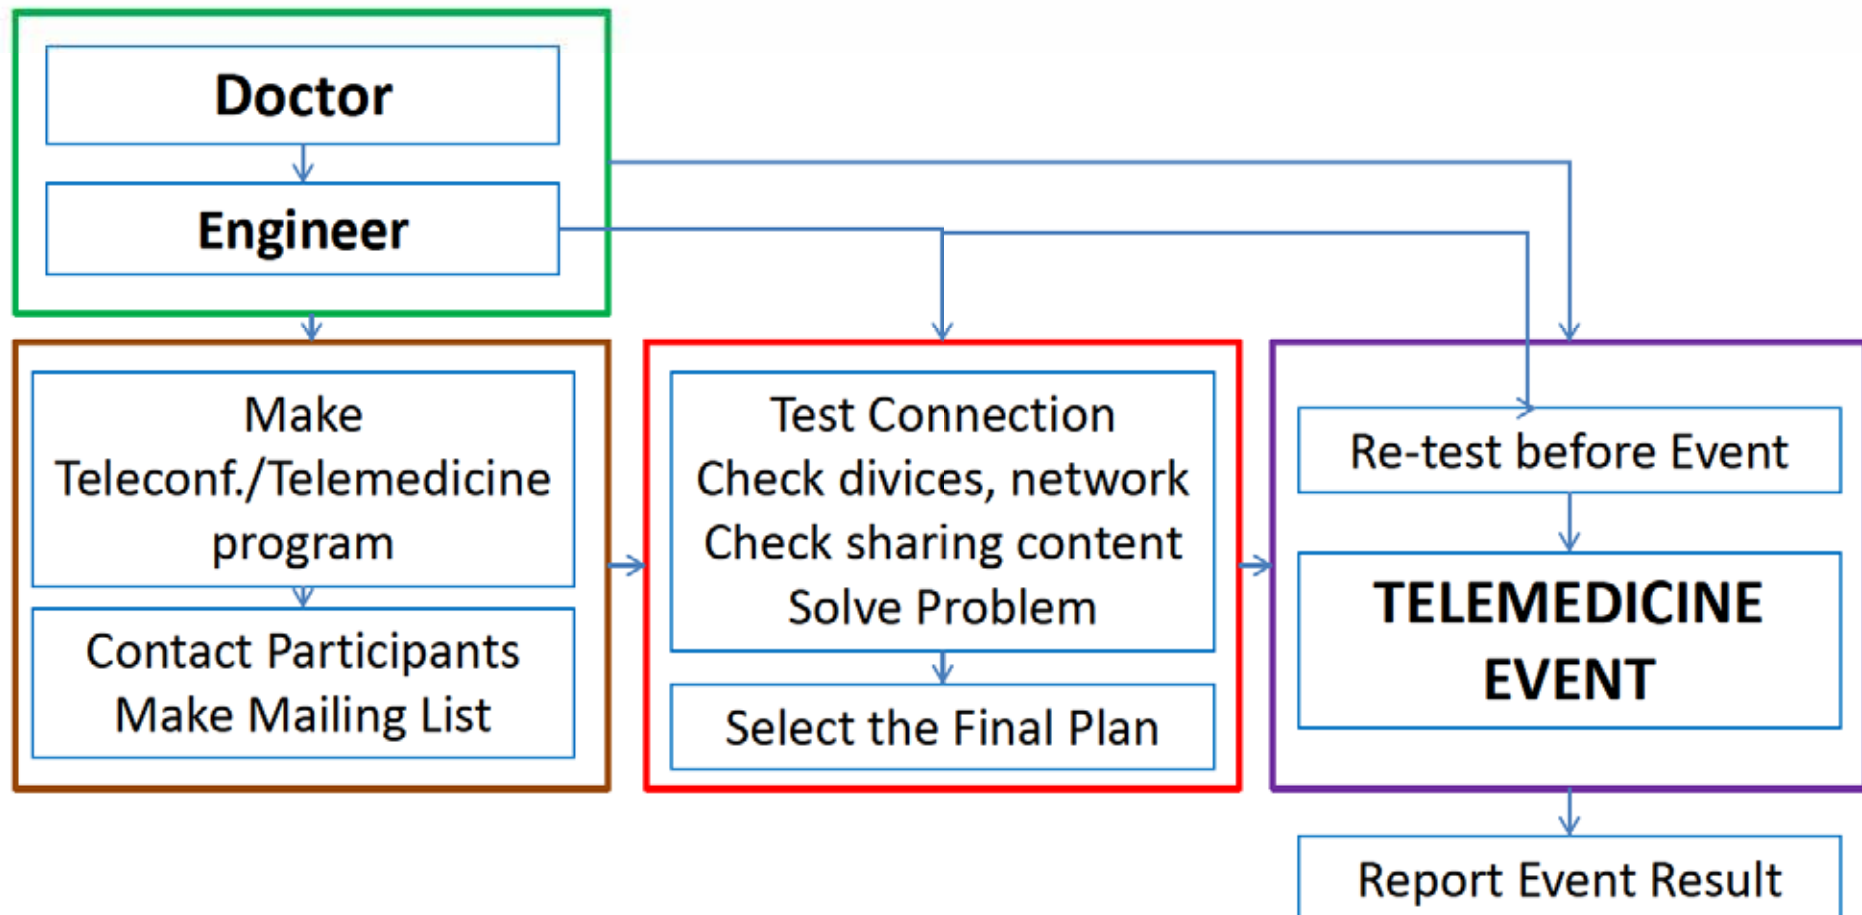 Doctor
Engineer
Make
Teleconf./Telemedicine
program
Contact Participants
Make Mailing List
Test Connection
Check divices, network
Check sharing content
Solve Problem
Select the Final Plan
Re-test before Event
TELEMEDICINE
EVENT
Report Event Result